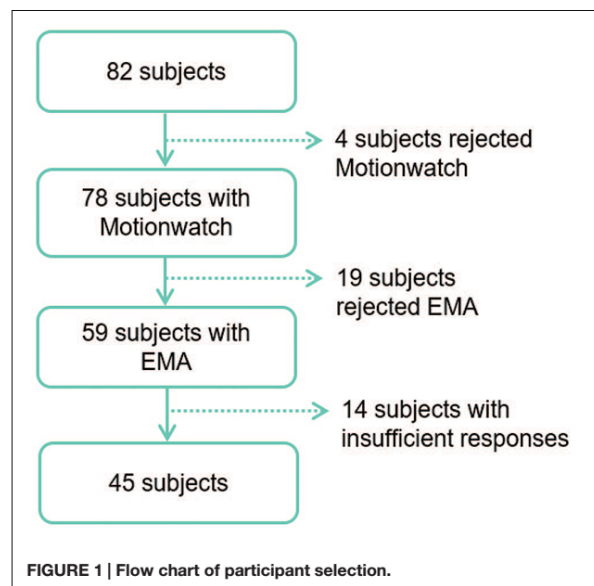 82 subjects
4 subjects rejected
Motionwatch
78 subjects with
Motionwatch
19 subjects
rejected EMA
59 subjects with
EMA
14 subjects with
insufficient responses
45 subjects
FIGURE 1 | Flow chart of participant selection.